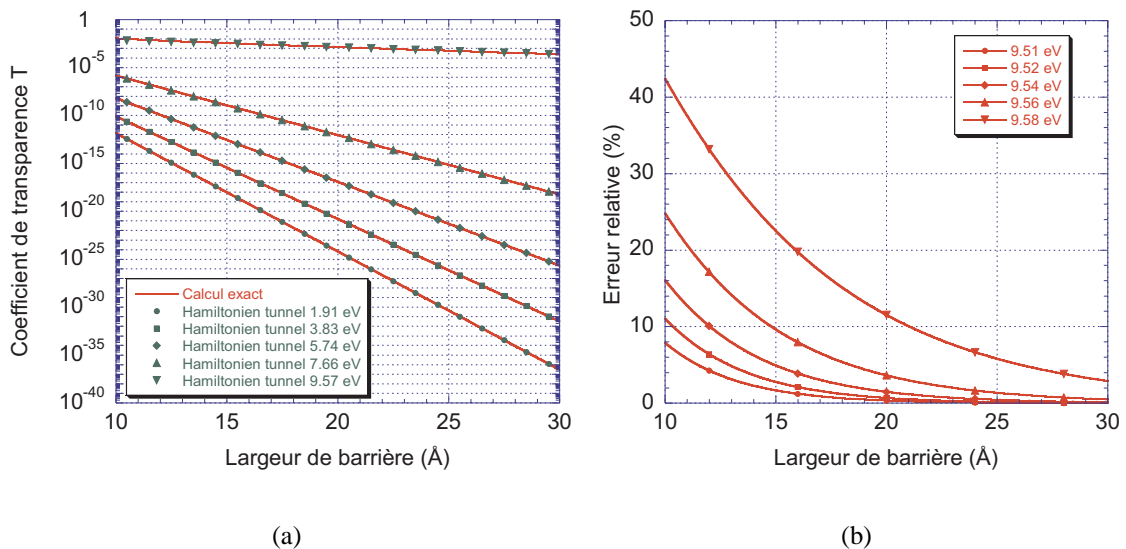 Coefficient de transparence T
1
10-5
10-10
10-15
10-20
10-25
10-30
10-35
10-40
10 15 20 25 30
Largeur de barrière (Å)
Calcul exact
Hamiltonien tunnel 1.91 eV
Hamiltonien tunnel 3.83 eV
Hamiltonien tunnel 5.74 eV
Hamiltonien tunnel 7.66 eV
Hamiltonien tunnel 9.57 eV
(a)
Erreur relative (%)
50
40
30
20
10
0
10 15 20 25 30
Largeur de barrière (Å)
9.51 eV
9.52 eV
9.54 eV
9.56 eV
9.58 eV
(b)